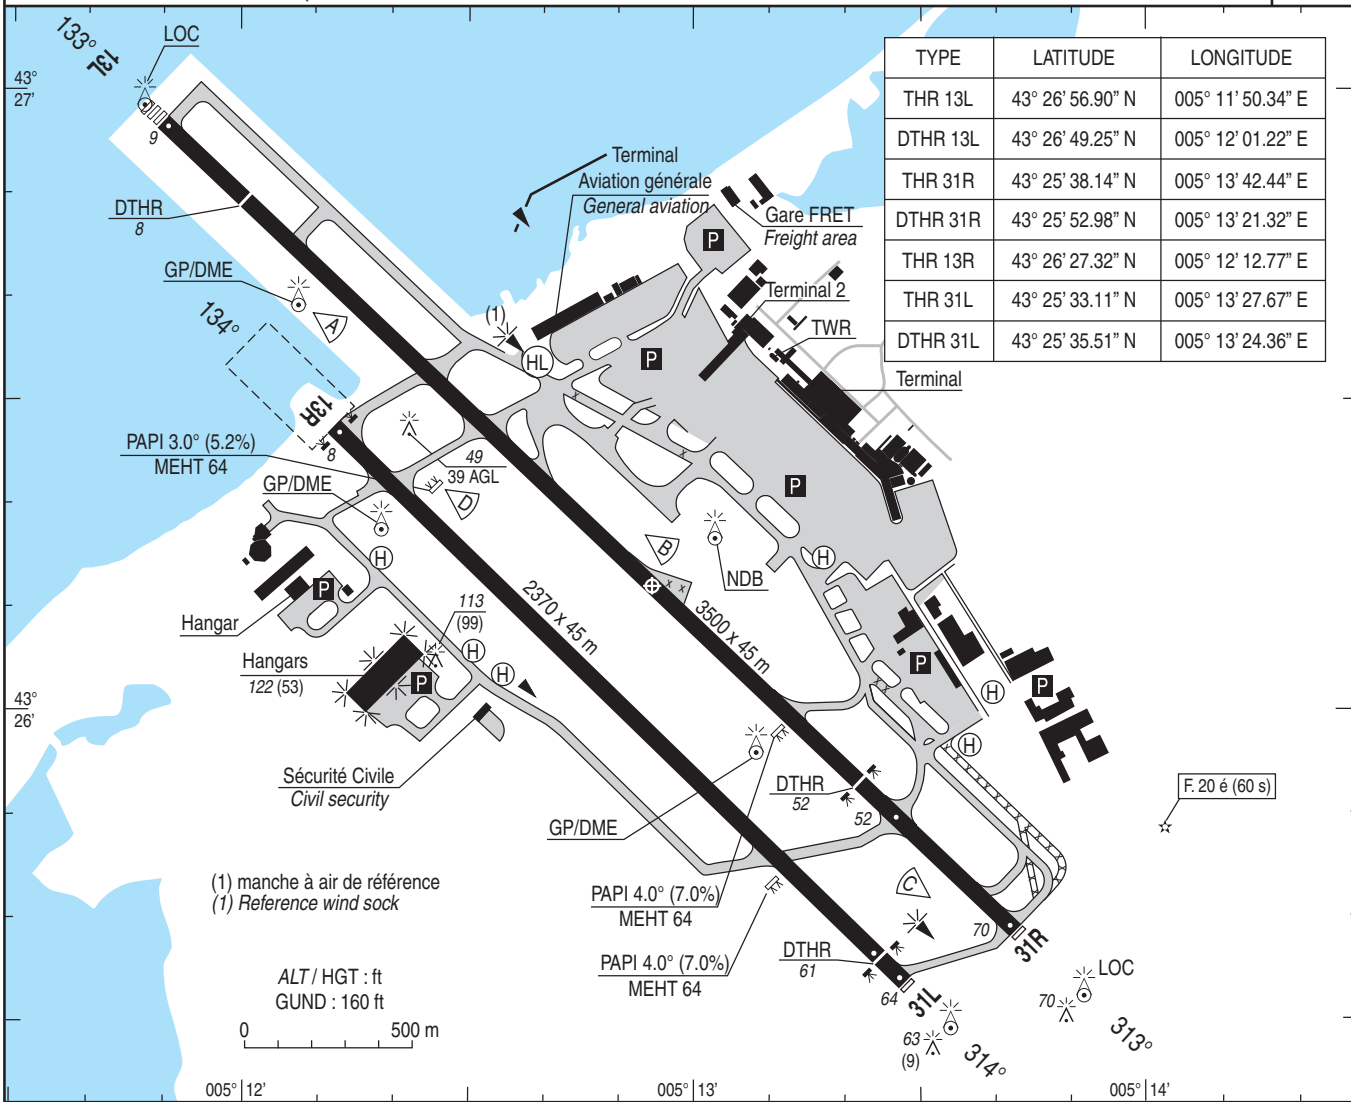 133°
13L
LOC
43°
27'
9
DTHR
8
GP/DME
134°
A
Terminal
Aviation générale
General aviation
P
Gare FRET
Freight area
TYPE LATITUDE LONGITUDE
THR 13L 43° 26' 56.90" N 005° 11' 50.34" E
DTHR 13L 43° 26' 49.25" N 005° 12' 01.22" E
THR 31R 43° 25' 38.14" N 005° 13' 42.44" E
DTHR 31R 43° 25' 52.98" N 005° 13' 21.32" E
THR 13R 43° 26' 27.32" N 005° 12' 12.77" E
THR 31L 43° 25' 33.11" N 005° 13' 27.67" E
DTHR 31L 43° 25' 35.51" N 005° 13' 24.36" E
(1)
HL
P
Terminal 2
TWR
Terminal
13R
8
PAPI 3.0° (5.2%)
MEHT 64
49
39 AGL
GP/DME
D
P
B
NDB
H
H
P
Hangar
113
(99)
2370 x 45 m
3500 x 45 m
Hangars
122 (53)
P
H
H
P
H
P
H
43°
26'
Sécurité Civile
Civil security
GP/DME
DTHR
52
52
F. 20 é (60 s)
(1) manche à air de référence
(1) Reference wind sock
PAPI 4.0° (7.0%)
MEHT 64
C
70
31R
PAPI 4.0° (7.0%)
MEHT 64
DTHR
61
64
31L
LOC
70
313°
63
(9)
314°
ALT / HGT : ft
GUND : 160 ft
0 500 m
005° 12'
005° 13'
005° 14'